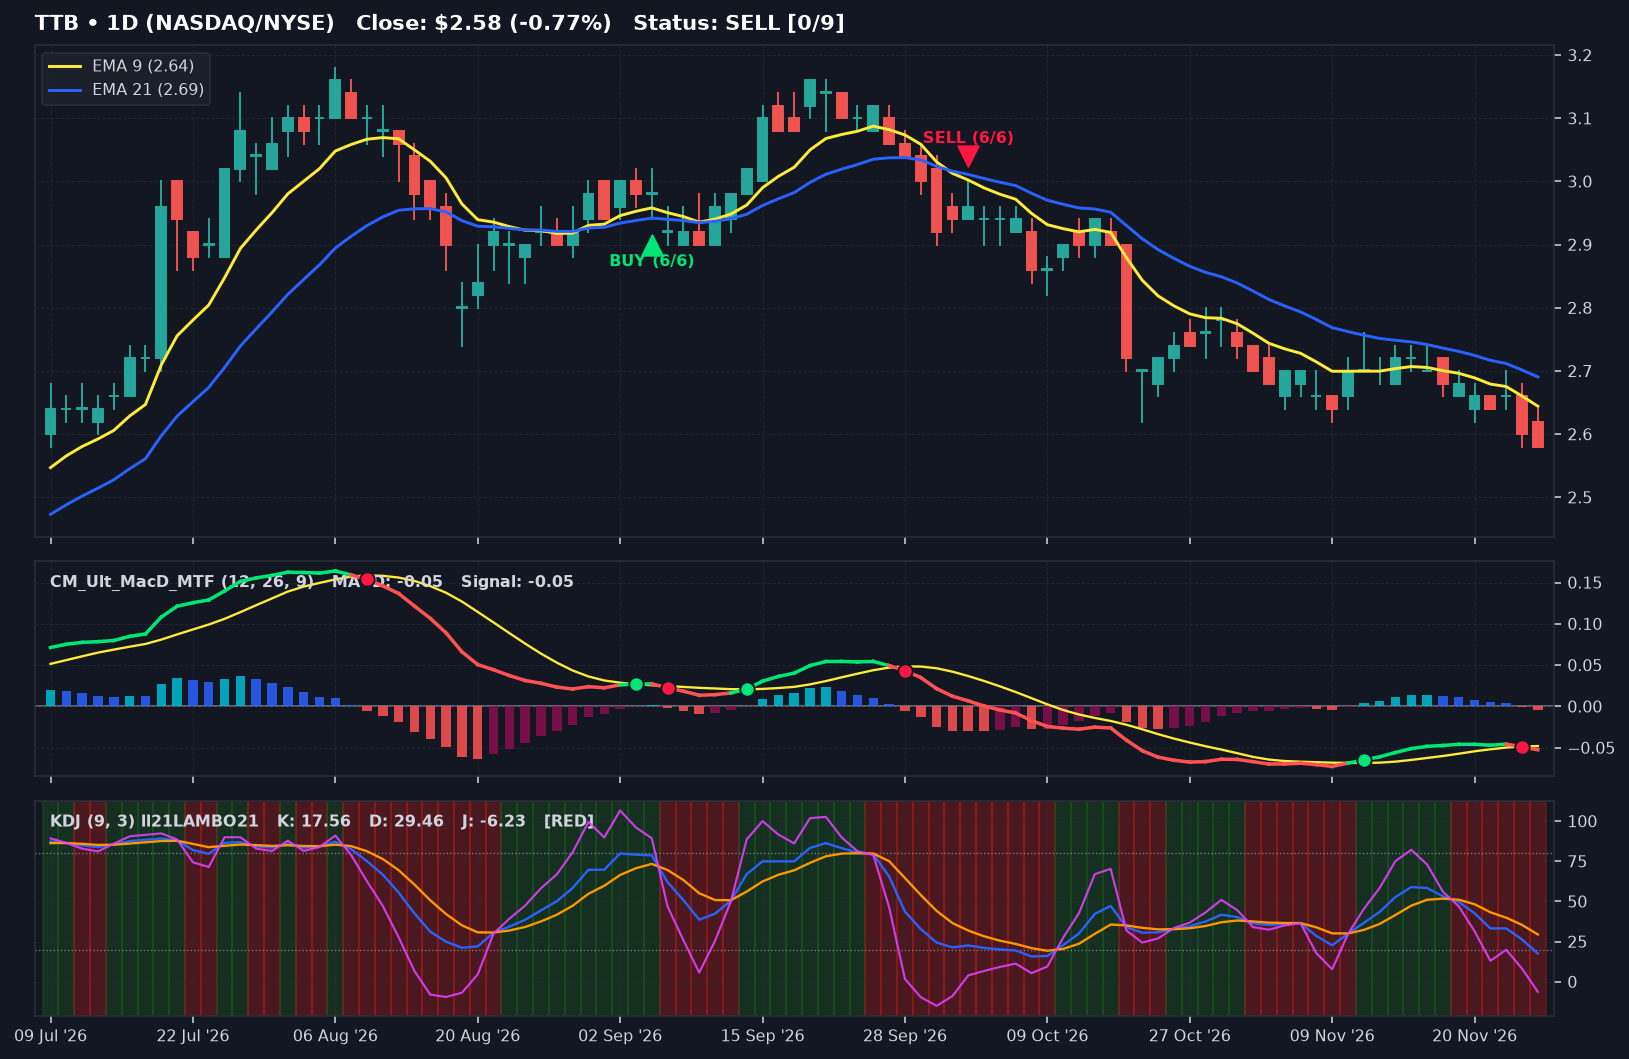 TTB • 1D (NASDAQ/NYSE)   Close: $2.58 (-0.77%)   Status: SELL [0/9]
EMA 9 (2.64)
EMA 21 (2.69)
3.2
3.1
3.0
2.9
2.8
2.7
2.6
2.5
SELL (6/6)
BUY (6/6)
CM_Ult_MacD_MTF (12, 26, 9)   MACD: -0.05   Signal: -0.05
0.15
0.10
0.05
0.00
−0.05
KDJ (9, 3) II21LAMBO21   K: 17.56   D: 29.46   J: -6.23   [RED]
100
75
50
25
0
09 Jul '26
22 Jul '26
06 Aug '26
20 Aug '26
02 Sep '26
15 Sep '26
28 Sep '26
09 Oct '26
27 Oct '26
09 Nov '26
20 Nov '26